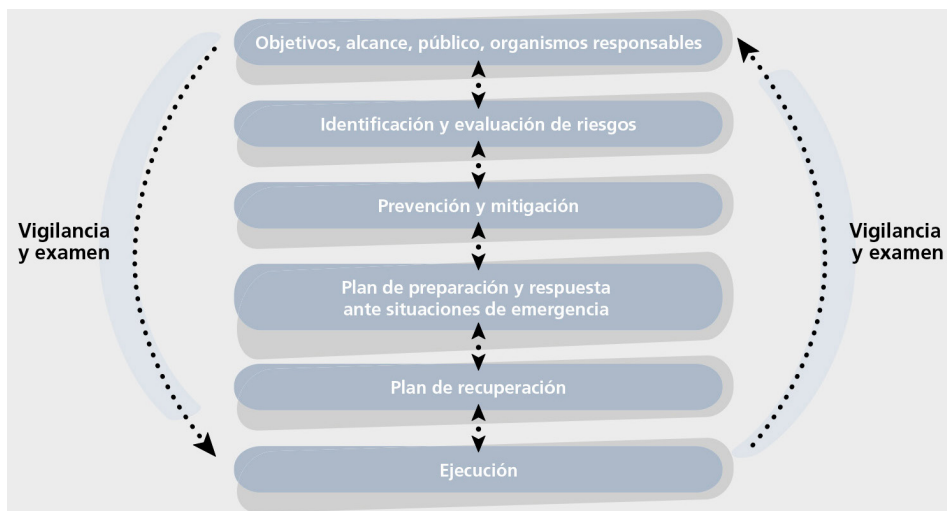 Objetivos, alcance, público, organismos responsables
Identificación y evaluación de riesgos
Prevención y mitigación
Vigilancia
y examen
Vigilancia
y examen
Plan de preparación y respuesta
ante situaciones de emergencia
Plan de recuperación
Ejecución